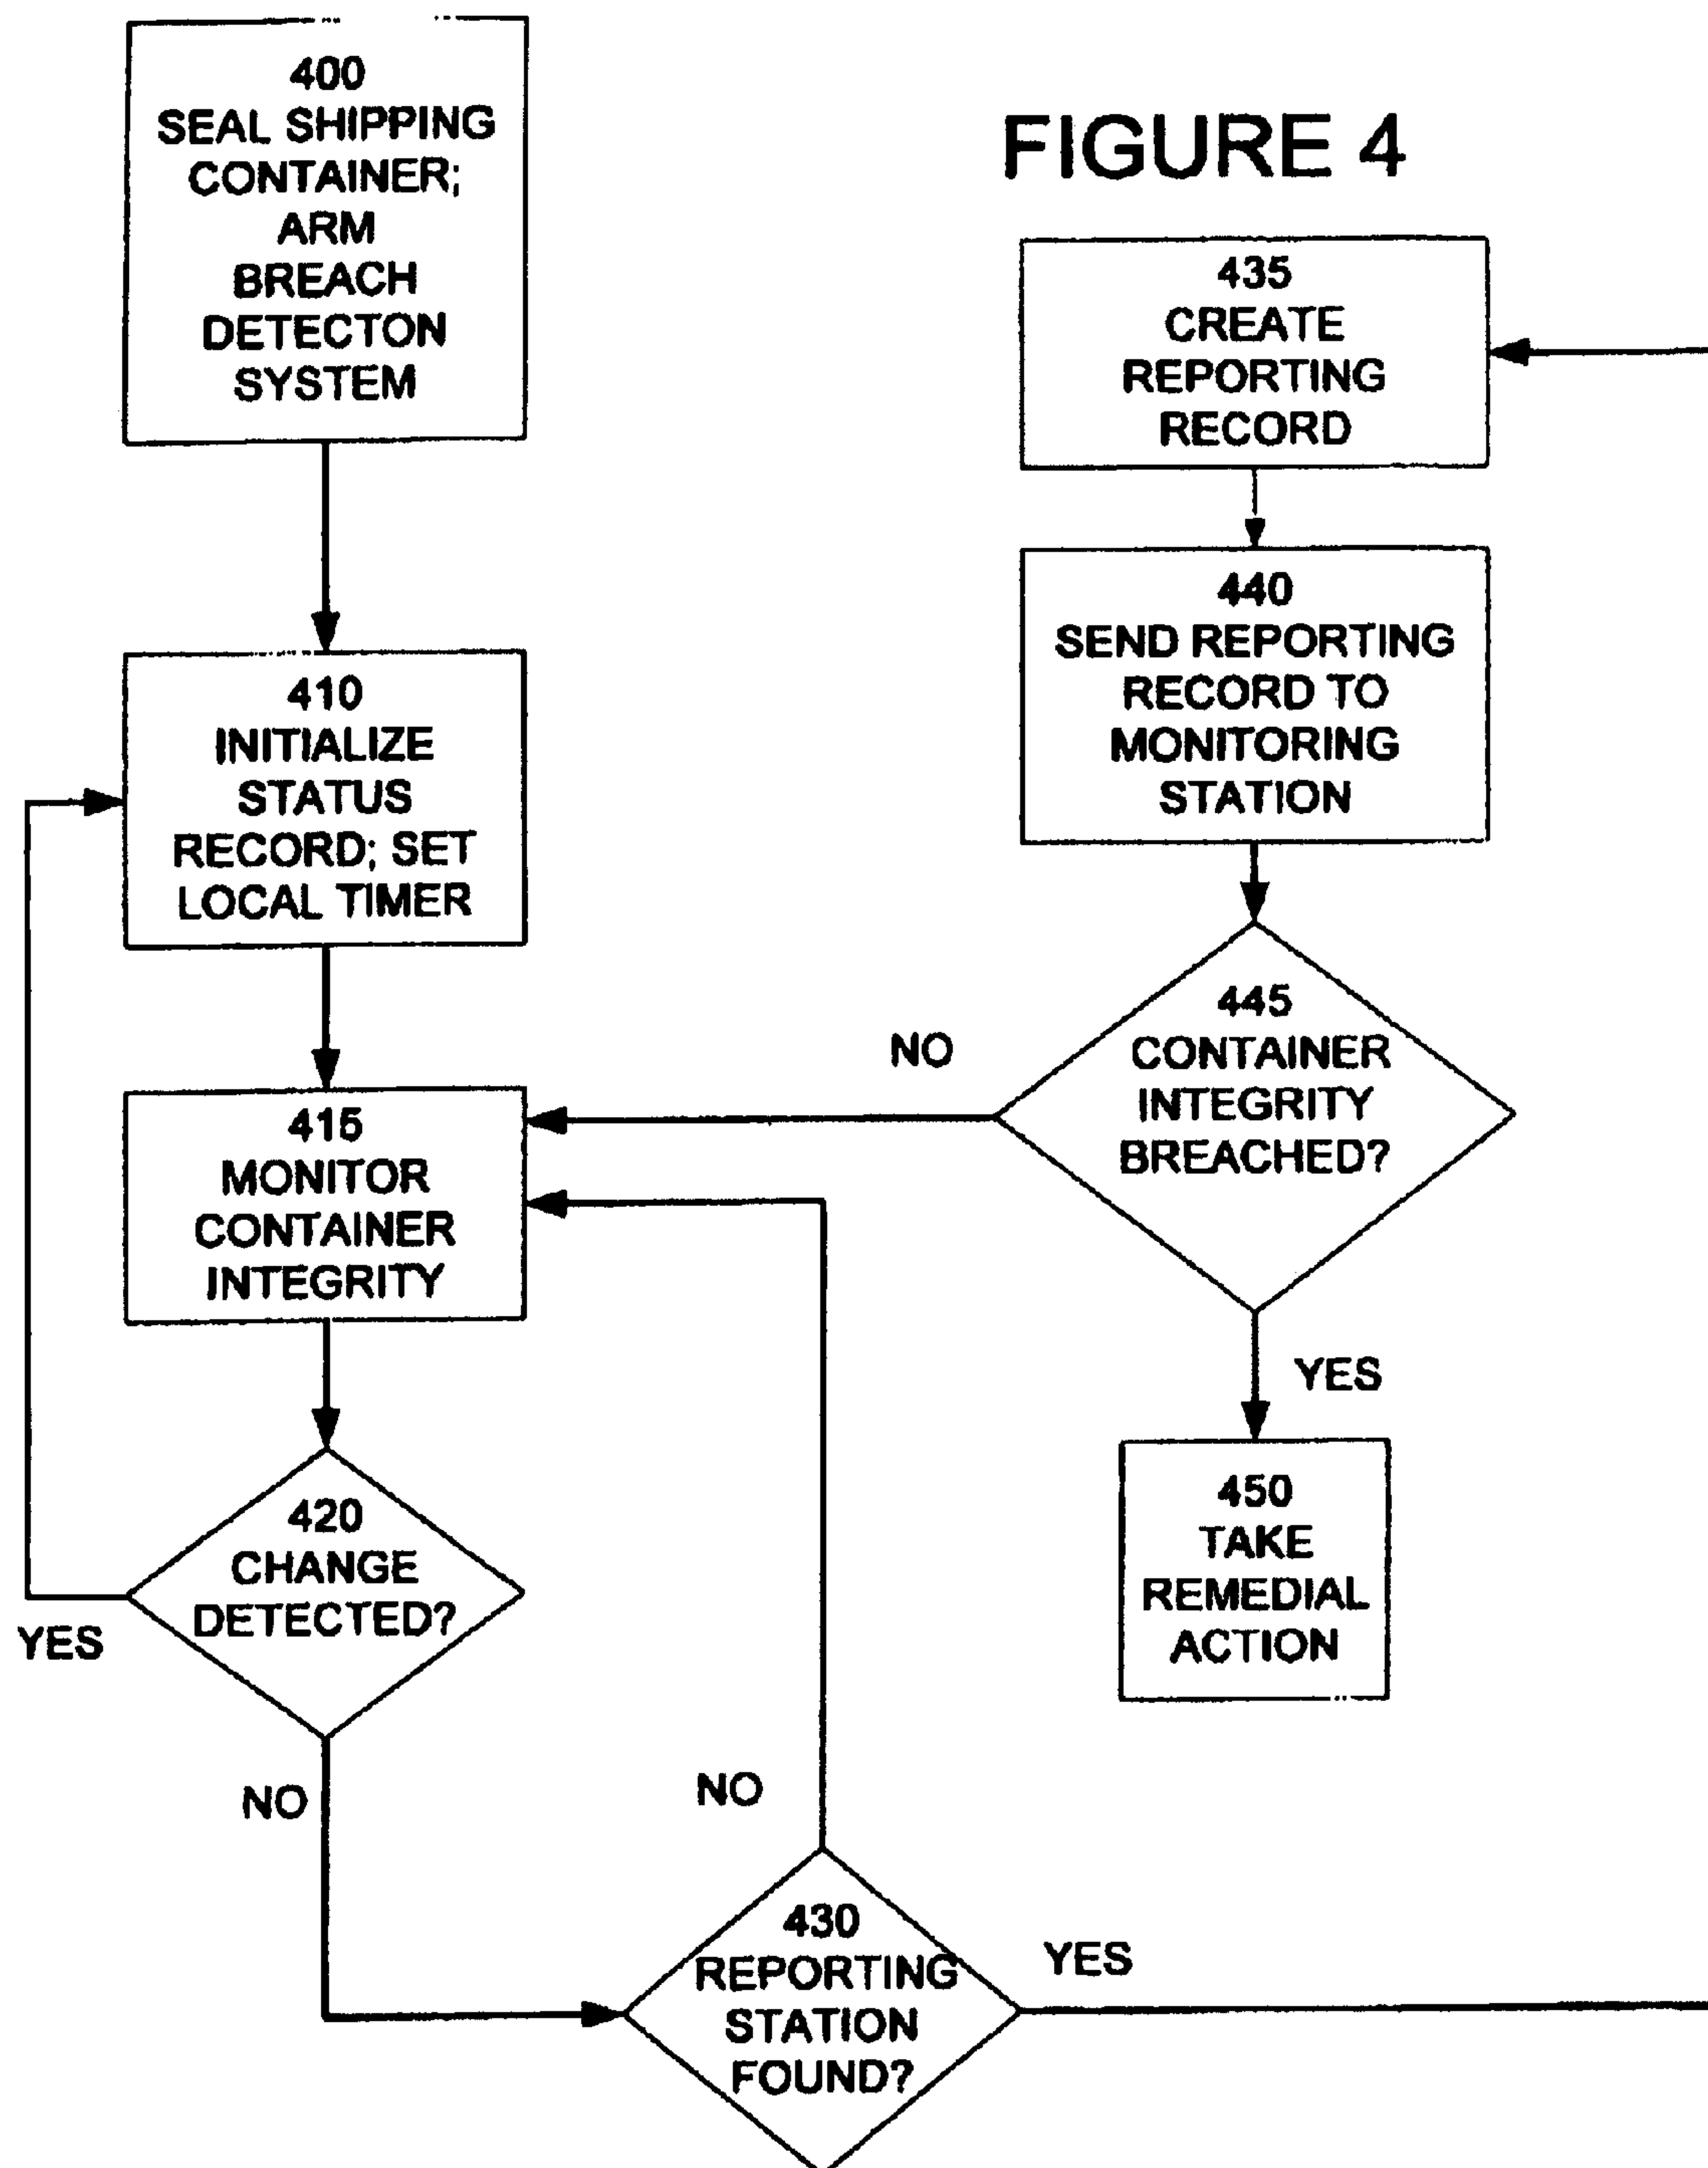 400
SEAL SHIPPING
CONTAINER;
ARM
BREACH
DETECTON
SYSTEM
FIGURE 4
435
CREATE
REPORTING
RECORD
440
SEND REPORTING
RECORD TO
MONITORING
STATION
410
INITIALIZE
STATUS
RECORD; SET
LOCAL TIMER
445
CONTAINER
INTEGRITY
BREACHED?
NO
415
MONITOR
CONTAINER
INTEGRITY
YES
450
TAKE
REMEDIAL
ACTION
420
CHANGE
DETECTED?
YES
NO
NO
430
REPORTING
STATION
FOUND?
YES